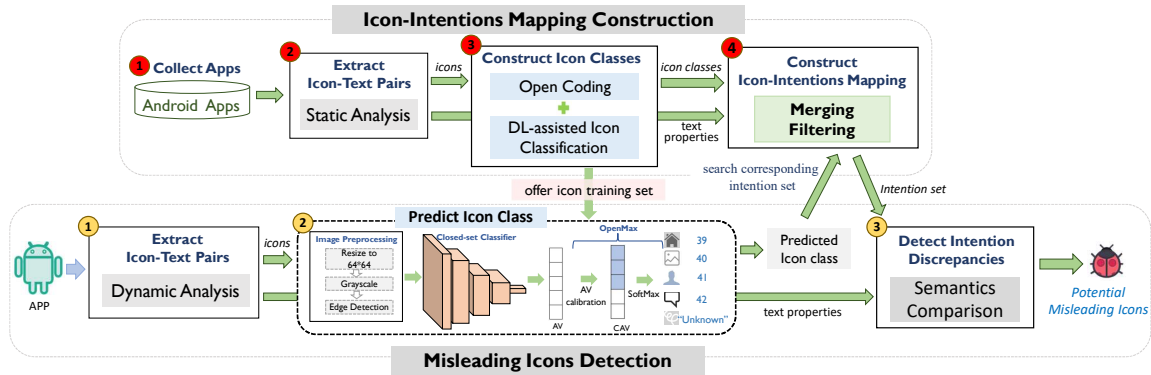 Icon-Intentions Mapping Construction
1
Collect Apps
Android Apps
2
Extract
Icon-Text Pairs
Static Analysis
icons
3
Construct Icon Classes
Open Coding
DL-assisted Icon
Classification
icon classes
text
properties
4
Construct
Icon-Intentions Mapping
Merging
Filtering
offer icon training set
search corresponding
intention set
Intention set
APP
1
Extract
Icon-Text Pairs
Dynamic Analysis
icons
2
Predict Icon Class
Image Preprocessing
Resize to
64*64
Grayscale
Edge Detection
Closed-set Classifier
AV
OpenMax
AV
calibration
CAV
SoftMax
39
40
41
42
"Unknown"
Predicted
Icon class
text properties
3
Detect Intention
Discrepancies
Semantics
Comparison
Potential
Misleading Icons
Misleading Icons Detection